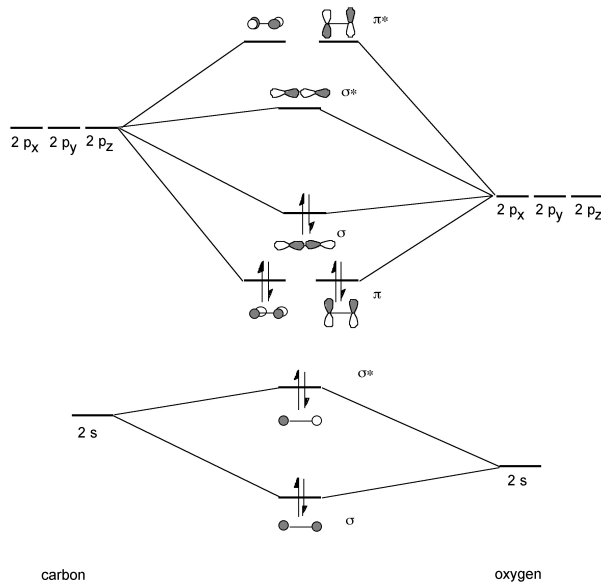 π*
σ*
2 px 2 py 2 pz
2 px 2 py 2 pz
σ
π
σ*
2 s
2 s
σ
carbon oxygen